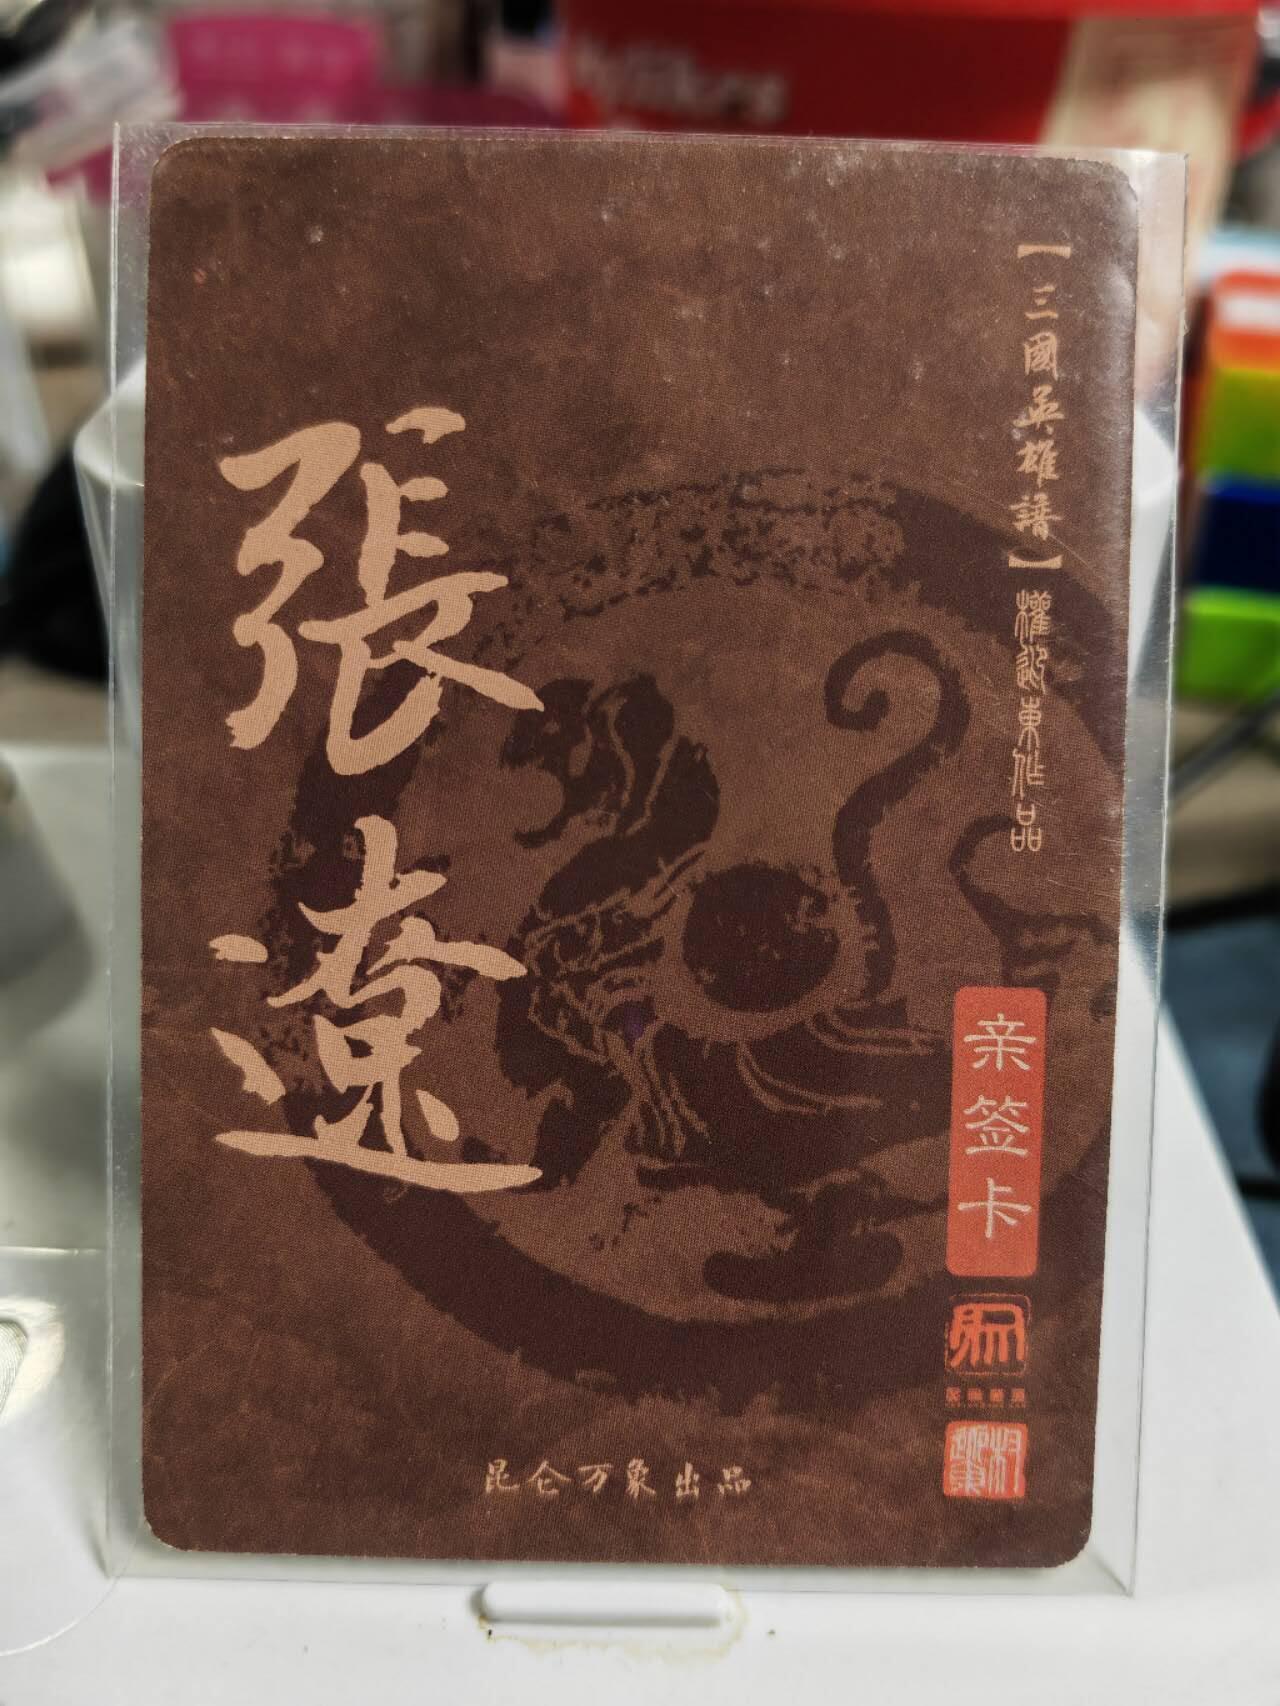 【三國英雄譜】權迎東作品
張遼
亲签卡
昆仑万象出品